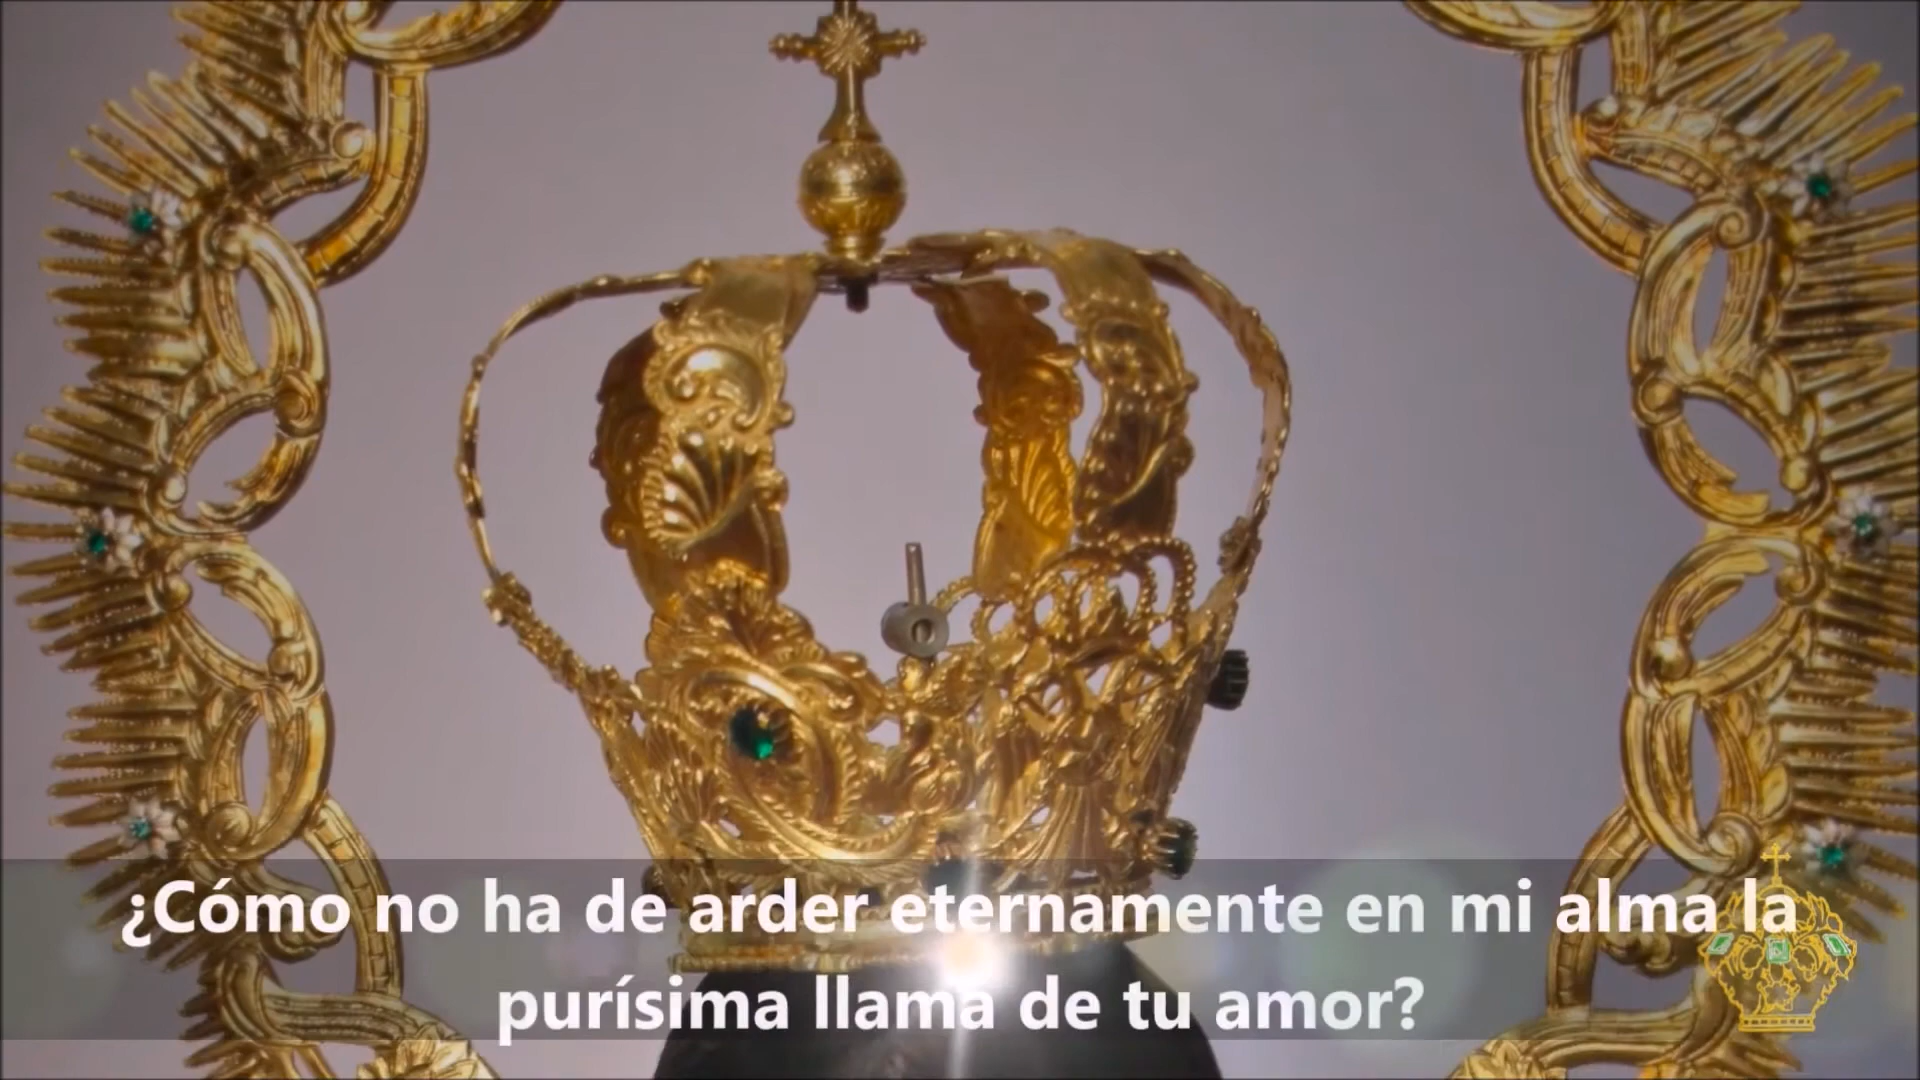 ¿Cómo no ha de arder eternamente en mi alma la
purísima llama de tu amor?